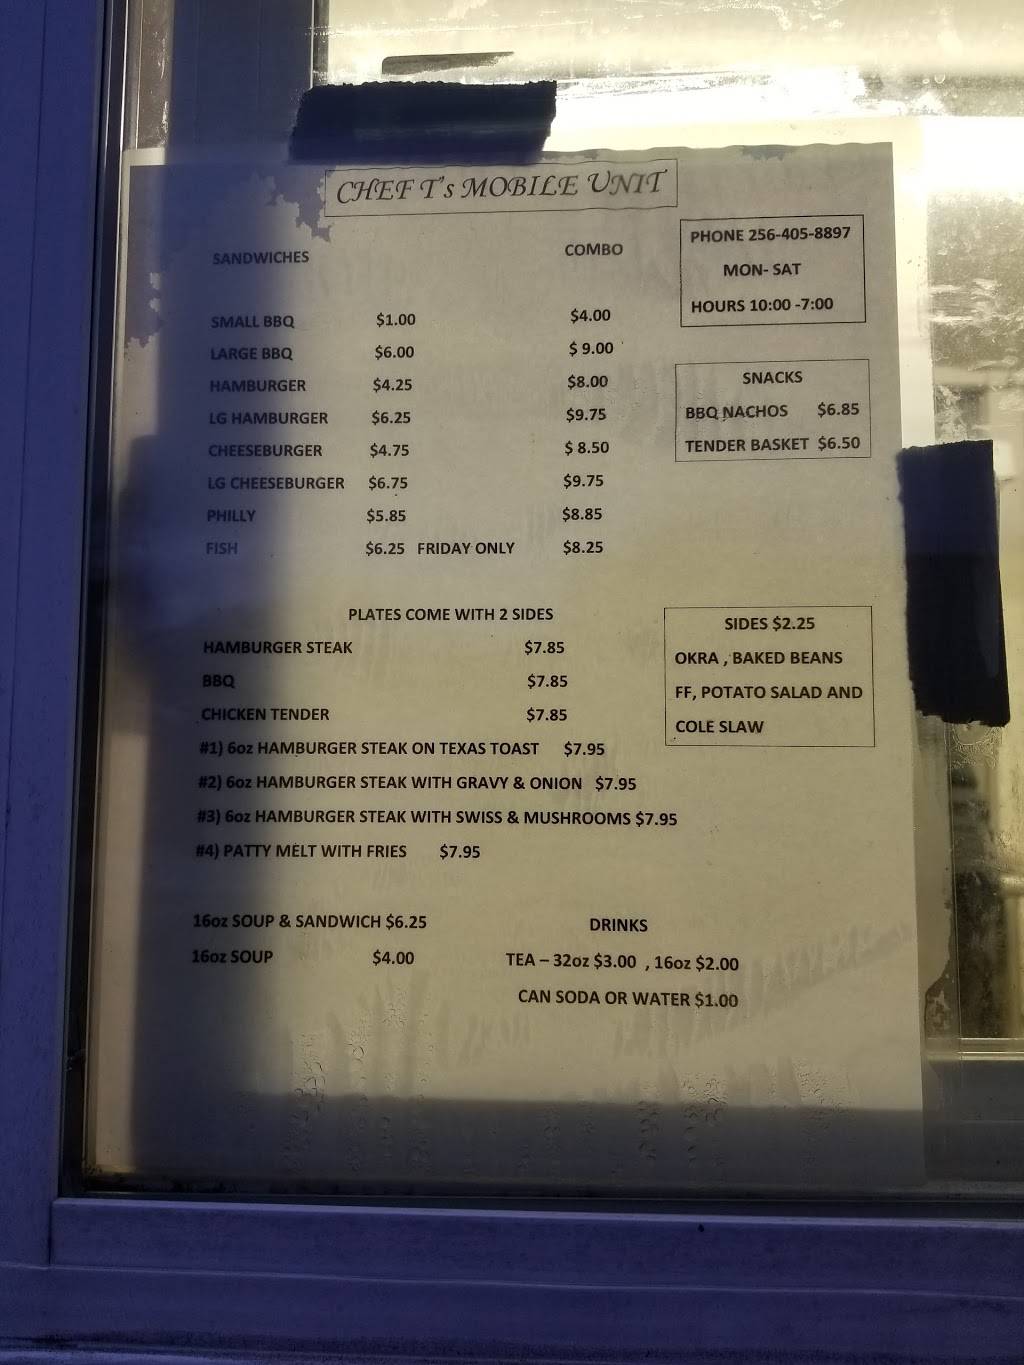 CHEF T's MOBILE UNIT
PHONE 256-405-8897
MON- SAT
HOURS 10:00 -7:00
SANDWICHES COMBO
SMALL BBQ $1.00 $4.00
LARGE BBQ $6.00 $ 9.00
HAMBURGER $4.25 $8.00
LG HAMBURGER $6.25 $9.75
CHEESEBURGER $4.75 $ 8.50
LG CHEESEBURGER $6.75 $9.75
PHILLY $5.85 $8.85
FISH $6.25 FRIDAY ONLY $8.25
SNACKS
BBQ NACHOS $6.85
TENDER BASKET $6.50
PLATES COME WITH 2 SIDES
HAMBURGER STEAK $7.85
BBQ $7.85
CHICKEN TENDER $7.85
#1) 6oz HAMBURGER STEAK ON TEXAS TOAST $7.95
#2) 6oz HAMBURGER STEAK WITH GRAVY & ONION $7.95
#3) 6oz HAMBURGER STEAK WITH SWISS & MUSHROOMS $7.95
#4) PATTY MELT WITH FRIES $7.95
SIDES $2.25
OKRA , BAKED BEANS
FF, POTATO SALAD AND
COLE SLAW
16oz SOUP & SANDWICH $6.25
16oz SOUP $4.00
DRINKS
TEA – 32oz $3.00 , 16oz $2.00
CAN SODA OR WATER $1.00